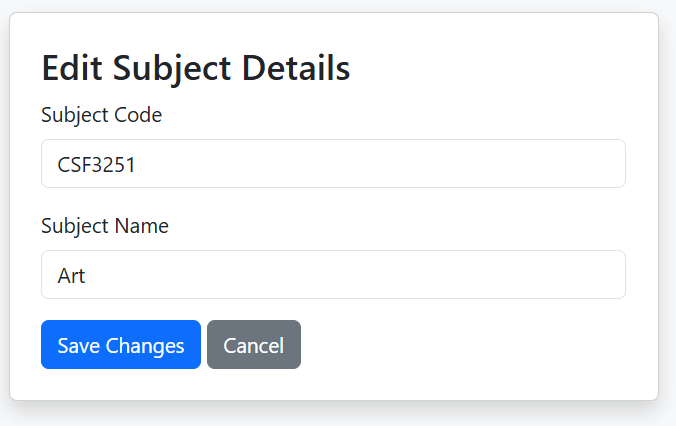 Edit Subject Details
Subject Code
CSF3251
Subject Name
Art
Save Changes Cancel